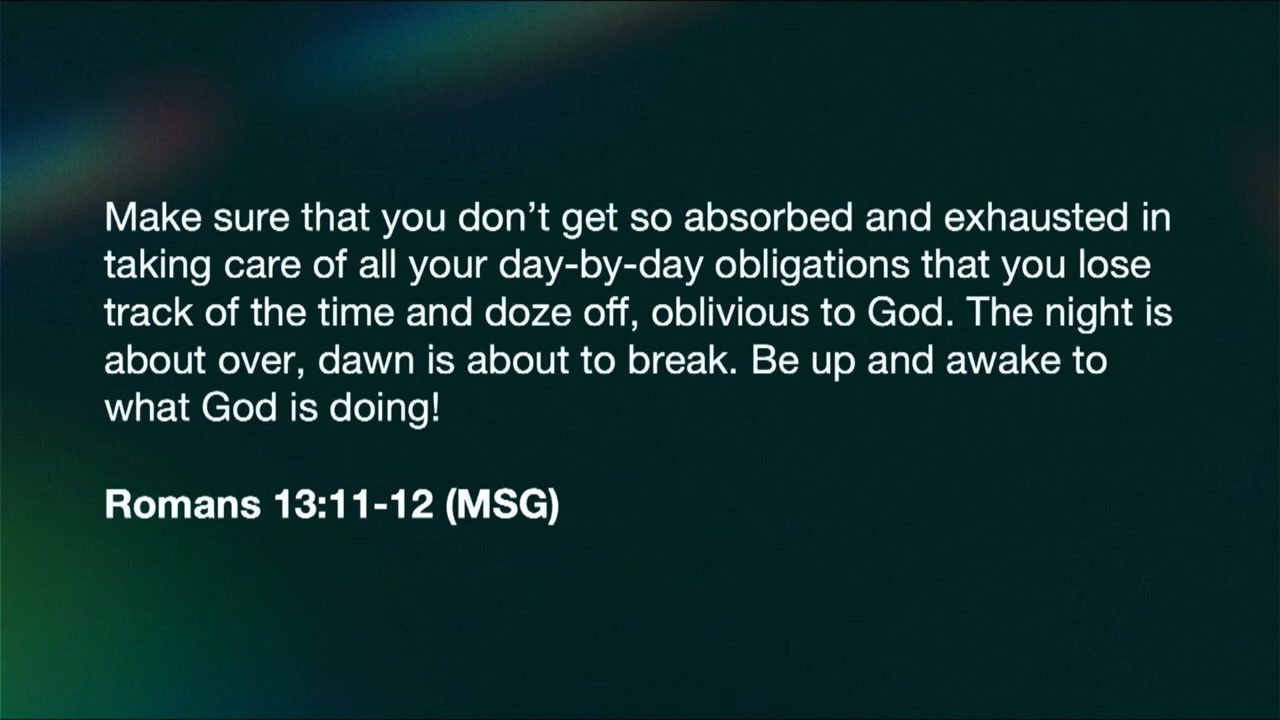 Make sure that you don’t get so absorbed and exhausted in
taking care of all your day-by-day obligations that you lose
track of the time and doze off, oblivious to God. The night is
about over, dawn is about to break. Be up and awake to
what God is doing!
Romans 13:11-12 (MSG)